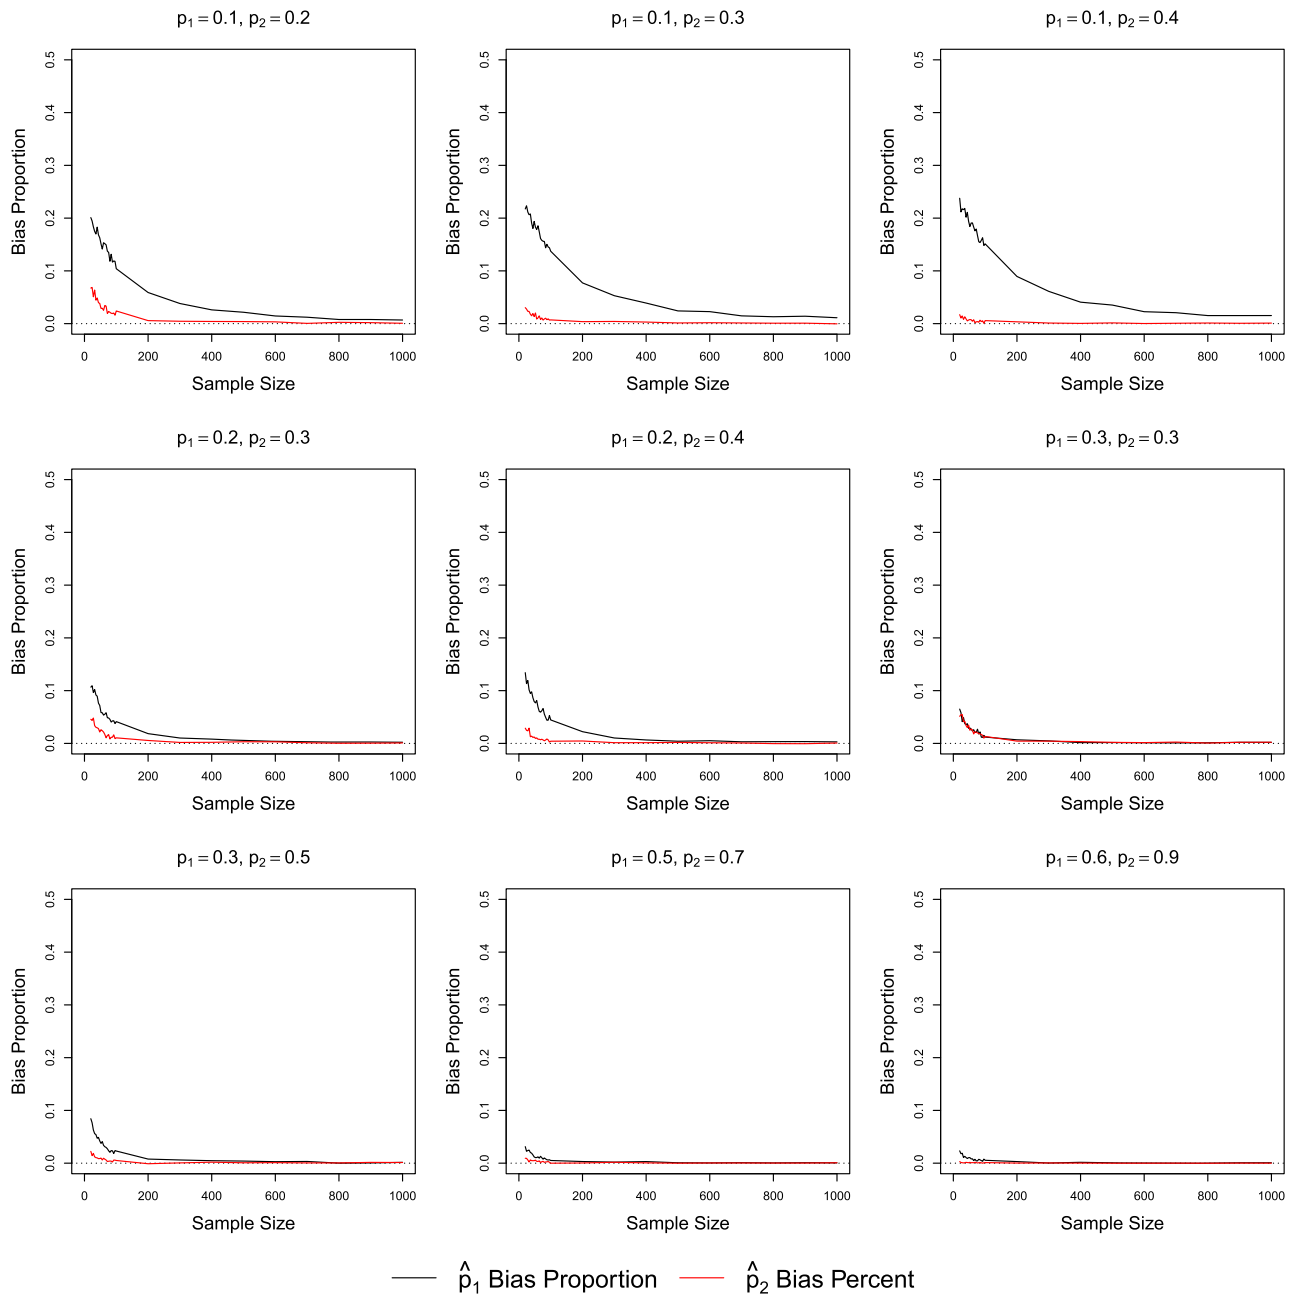 p₁ = 0.1, p₂ = 0.2
Bias Proportion
0.0 0.1 0.2 0.3 0.4 0.5
0 200 400 600 800 1000
Sample Size
p₁ = 0.1, p₂ = 0.3
Bias Proportion
0.0 0.1 0.2 0.3 0.4 0.5
0 200 400 600 800 1000
Sample Size
p₁ = 0.1, p₂ = 0.4
Bias Proportion
0.0 0.1 0.2 0.3 0.4 0.5
0 200 400 600 800 1000
Sample Size
p₁ = 0.2, p₂ = 0.3
Bias Proportion
0.0 0.1 0.2 0.3 0.4 0.5
0 200 400 600 800 1000
Sample Size
p₁ = 0.2, p₂ = 0.4
Bias Proportion
0.0 0.1 0.2 0.3 0.4 0.5
0 200 400 600 800 1000
Sample Size
p₁ = 0.3, p₂ = 0.3
Bias Proportion
0.0 0.1 0.2 0.3 0.4 0.5
0 200 400 600 800 1000
Sample Size
p₁ = 0.3, p₂ = 0.5
Bias Proportion
0.0 0.1 0.2 0.3 0.4 0.5
0 200 400 600 800 1000
Sample Size
p₁ = 0.5, p₂ = 0.7
Bias Proportion
0.0 0.1 0.2 0.3 0.4 0.5
0 200 400 600 800 1000
Sample Size
p₁ = 0.6, p₂ = 0.9
Bias Proportion
0.0 0.1 0.2 0.3 0.4 0.5
0 200 400 600 800 1000
Sample Size
p̂₁ Bias Proportion p̂₂ Bias Percent